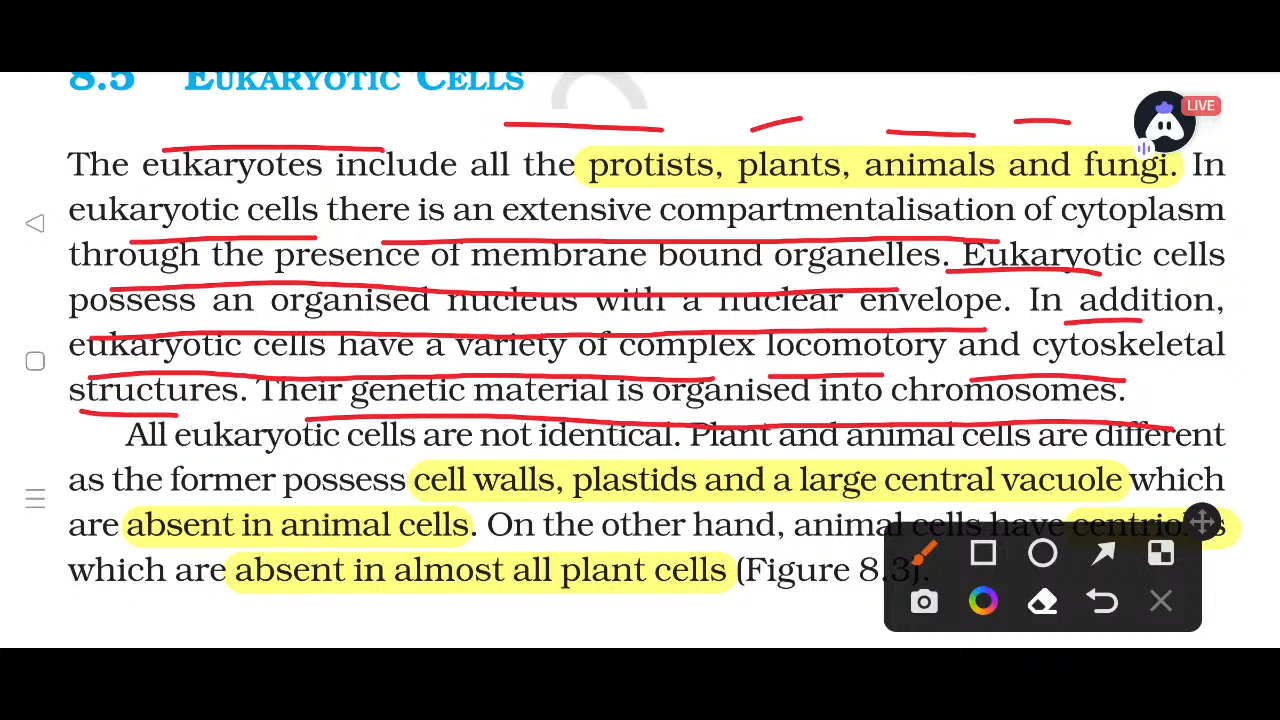 8.5 EUKARYOTIC CELLS
LIVE
The eukaryotes include all the protists, plants, animals and fungi. In
eukaryotic cells there is an extensive compartmentalisation of cytoplasm
through the presence of membrane bound organelles. Eukaryotic cells
possess an organised nucleus with a nuclear envelope. In addition,
eukaryotic cells have a variety of complex locomotory and cytoskeletal
structures. Their genetic material is organised into chromosomes.
All eukaryotic cells are not identical. Plant and animal cells are different
as the former possess cell walls, plastids and a large central vacuole which
are absent in animal cells. On the other hand, animal cells have
which are absent in almost all plant cells (Figure 8.3).